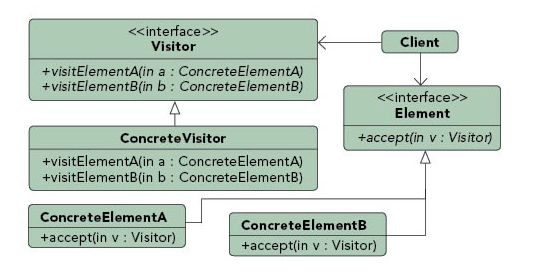 <<interface>>
Visitor
+visitElementA(in a : ConcreteElementA)
+visitElementB(in b : ConcreteElementB)
Client
<<interface>>
Element
+accept(in v : Visitor)
ConcreteVisitor
+visitElementA(in a : ConcreteElementA)
+visitElementB(in b : ConcreteElementB)
ConcreteElementA
+accept(in v : Visitor)
ConcreteElementB
+accept(in v : Visitor)